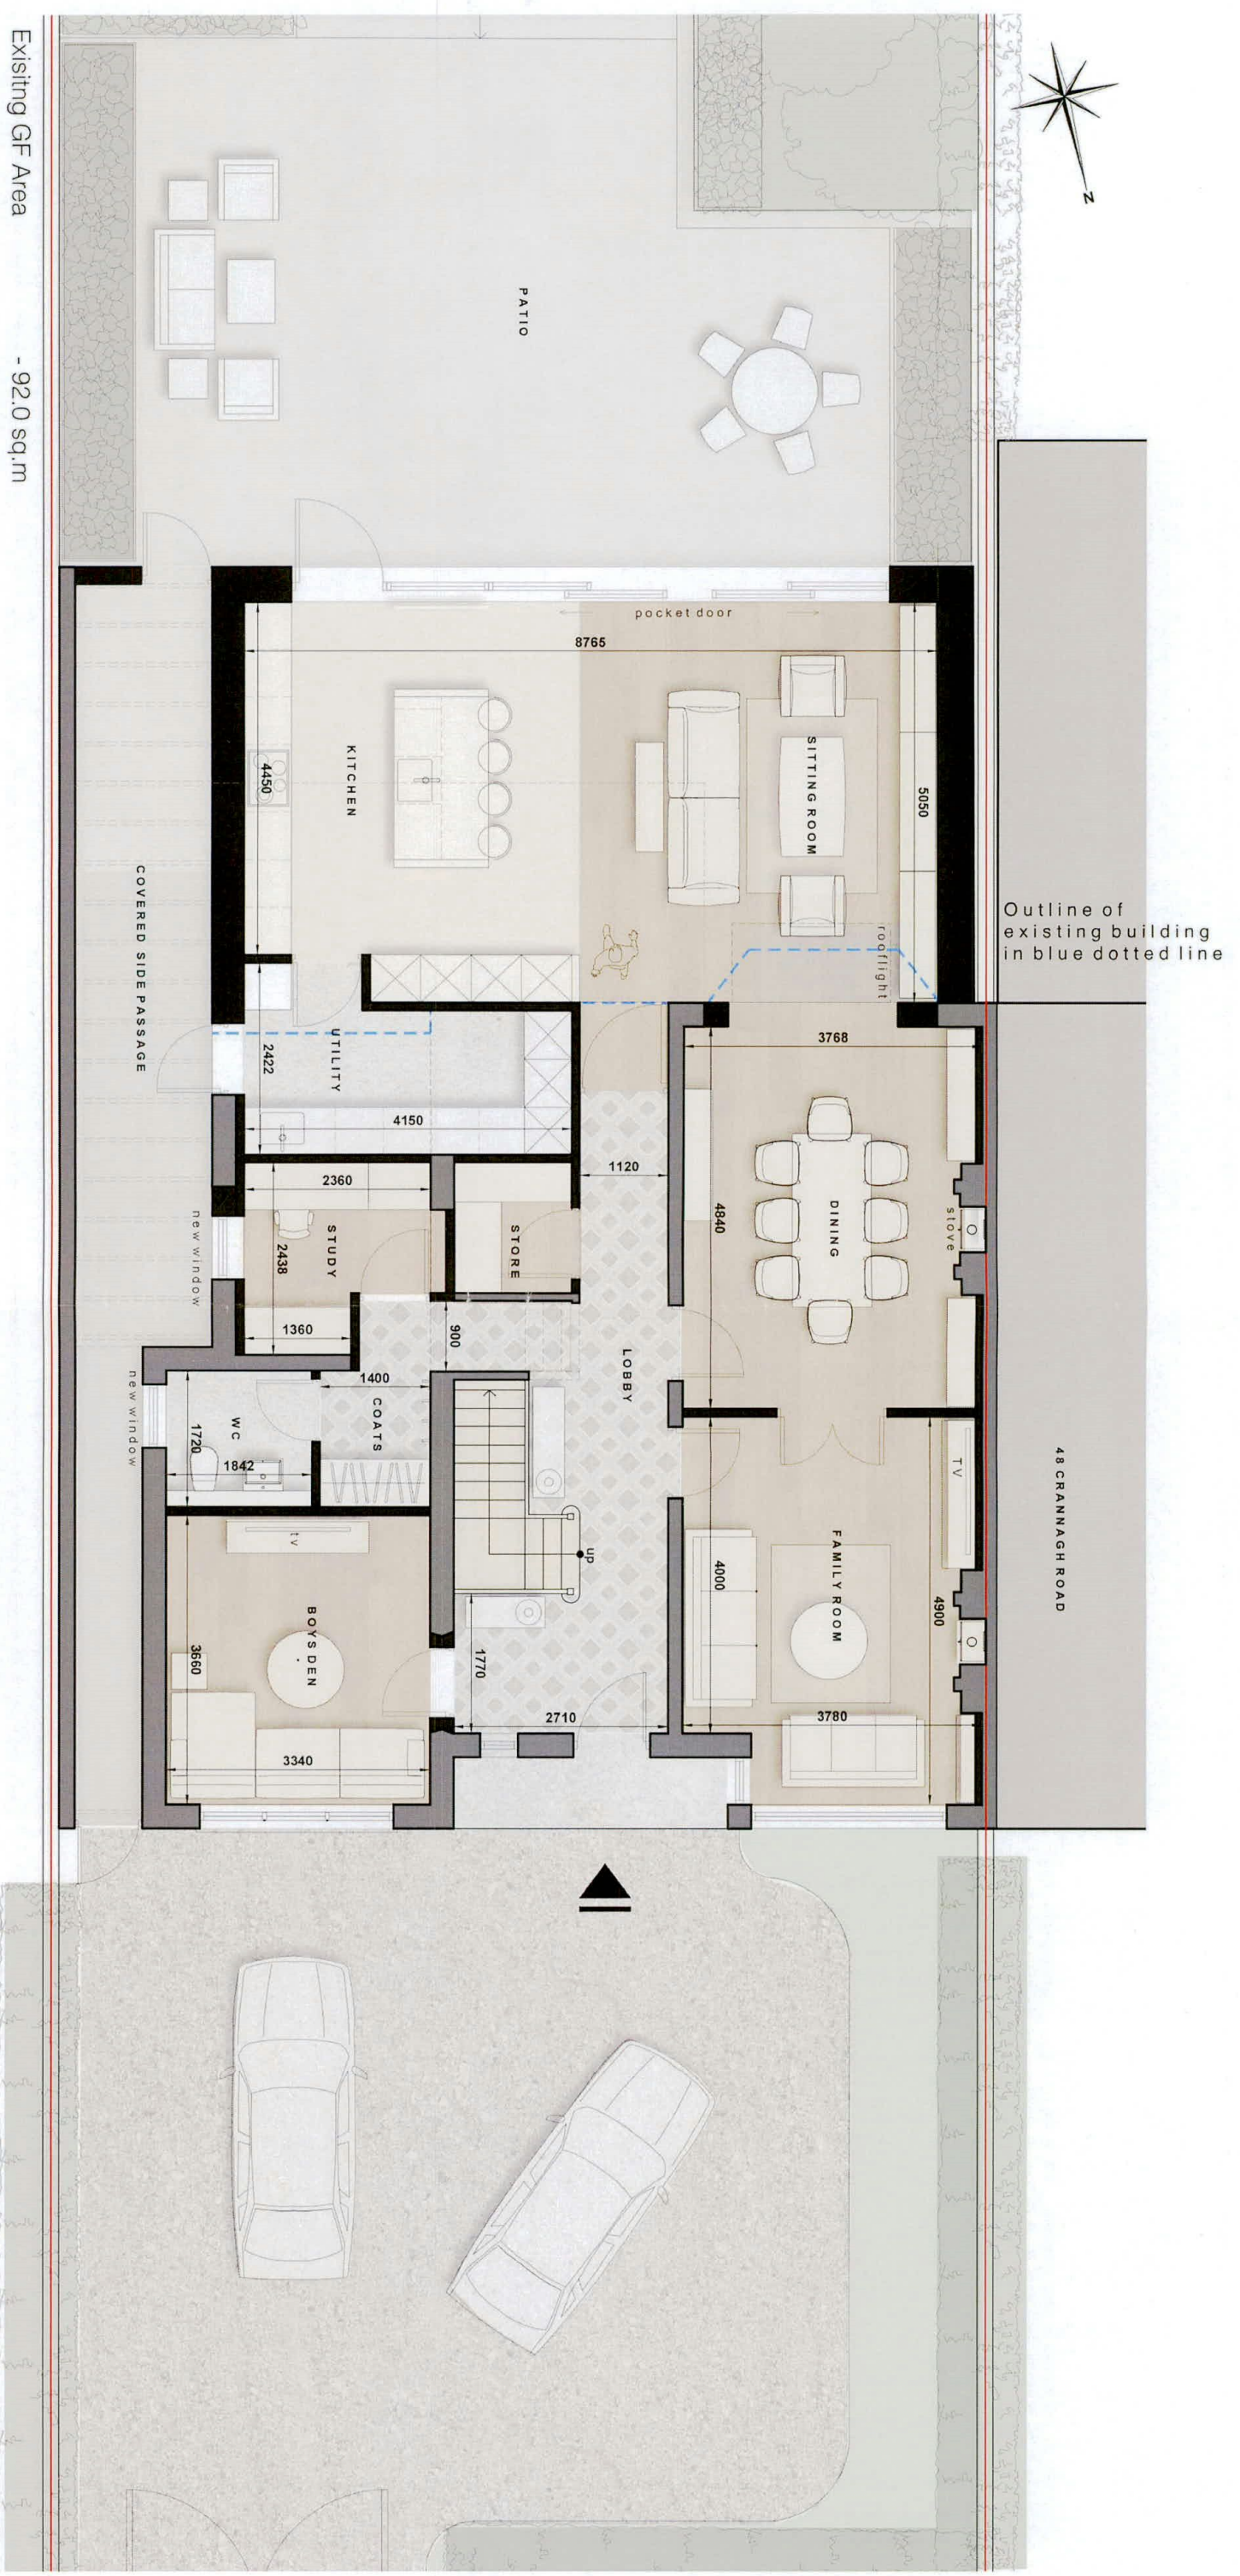 Exisitng GF Area - 92.0 sq.m
N
PATIO
pocket door
8765
KITCHEN
4450
SITTING ROOM
5050
rooflight
Outline of
existing building
in blue dotted line
COVERED SIDE PASSAGE
UTILITY
2422
4150
3768
1120
2360
STUDY
2438
STORE
4840
DINING
stove
new window
1360
900
LOBBY
1400
COATS
new window
WC
1720
1842
TV
48 CRANNAGH ROAD
tv
up
FAMILY ROOM
4000
4900
BOYS DEN
3660
1770
2710
3780
3340